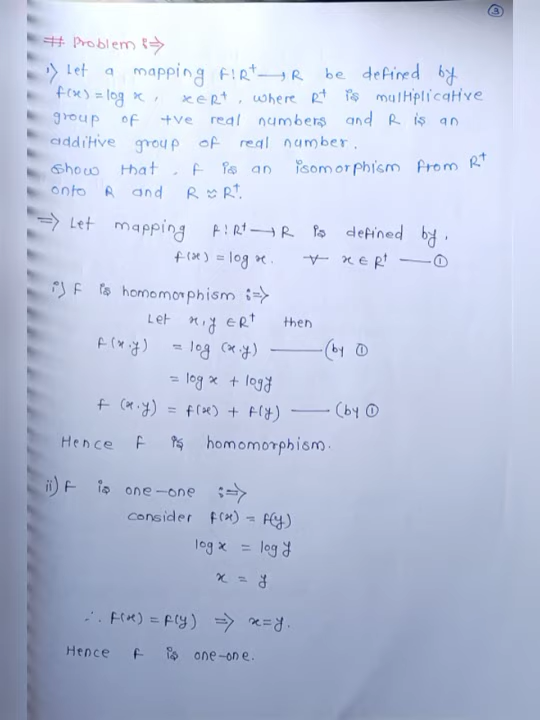 3
# Problem :⇒
1) Let a mapping f: R⁺ → R be defined by
f(x) = log x, x ∈ R⁺, where R⁺ is multiplicative
group of +ve real numbers and R is an
additive group of real number.
Show that, f is an isomorphism from R⁺
onto R and R ≈ R⁺.
⇒ Let mapping f: R⁺ → R is defined by,
f(x) = log x. ∀ x ∈ R⁺ — ①
i) f is homomorphism :⇒
Let x, y ∈ R⁺ then
f(x·y) = log (x·y) — (by ①
= log x + log y
f (x·y) = f(x) + f(y) — (by ①
Hence f is homomorphism.
ii) f is one-one :⇒
consider f(x) = f(y)
log x = log y
x = y
∴ f(x) = f(y) ⇒ x = y.
Hence f is one-one.